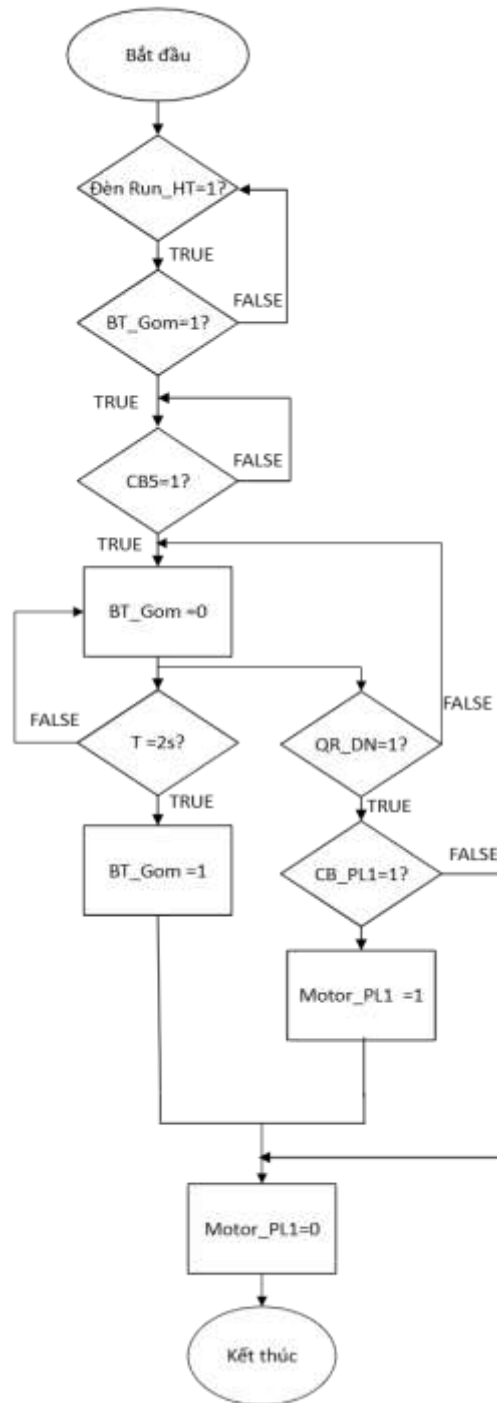 Bắt đầu
Đèn Run_HT=1?
TRUE
FALSE
BT_Gom=1?
TRUE
FALSE
CB5=1?
TRUE
BT_Gom =0
FALSE
FALSE
T =2s?
QR_DN=1?
TRUE
TRUE
FALSE
BT_Gom =1
CB_PL1=1?
Motor_PL1 =1
Motor_PL1=0
Kết thúc